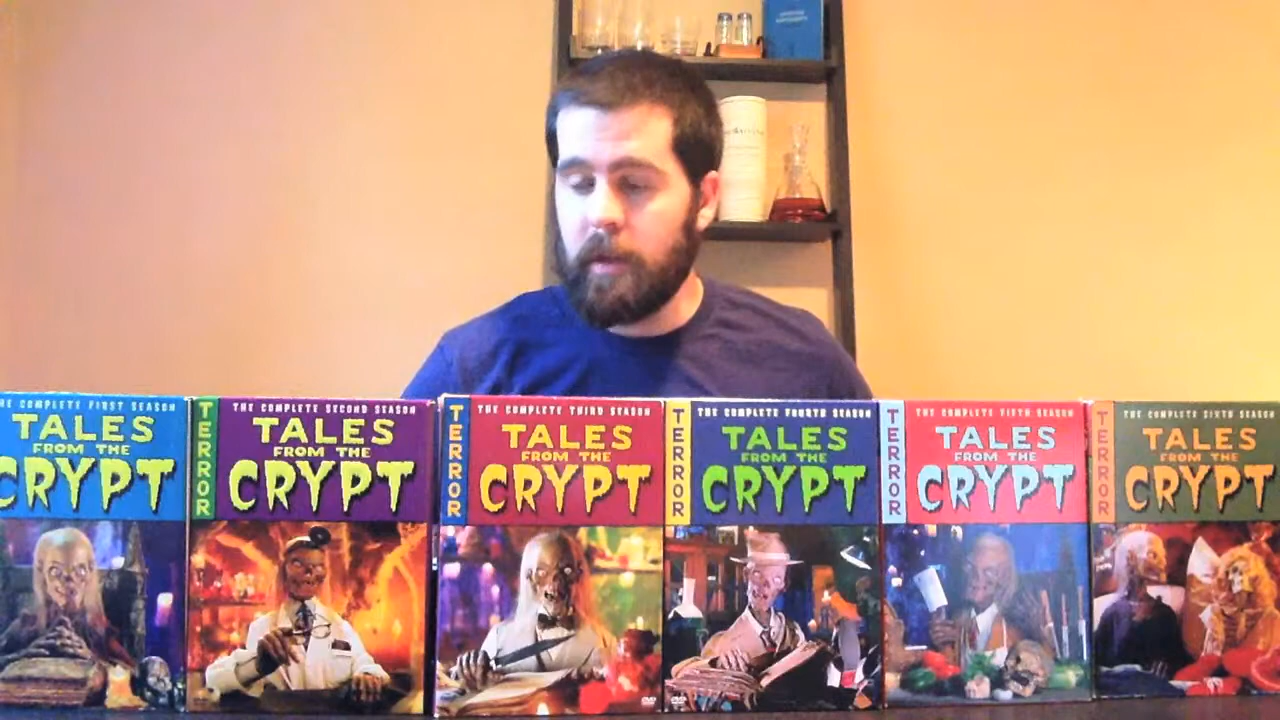 HE COMPLETE FIRST SEASON
TALES
FROM THE
CRYPT
TERROR
THE COMPLETE SECOND SEASON
TALES
FROM THE
CRYPT
TERROR
THE COMPLETE THIRD SEASON
TALES
FROM THE
CRYPT
TERROR
THE COMPLETE FOURTH SEASON
TALES
FROM THE
CRYPT
TERROR
THE COMPLETE FIFTH SEASON
TALES
FROM THE
CRYPT
TERROR
THE COMPLETE SIXTH SEASON
TALES
FROM THE
CRYPT